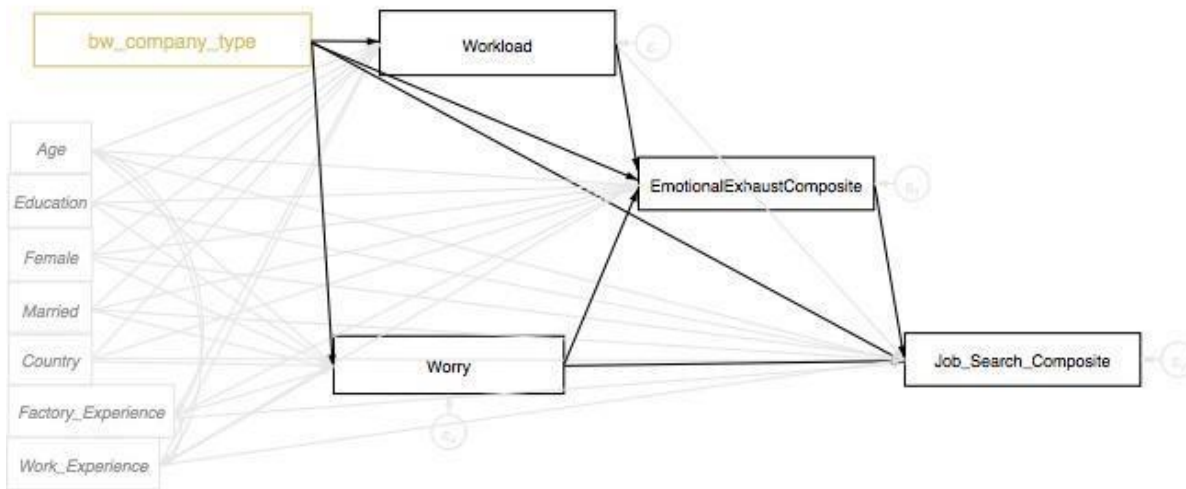 bw_company_type
Workload
Age
Education
EmotionalExhaustComposite
Female
Married
Country
Worry
Job_Search_Composite
Factory_Experience
Work_Experience